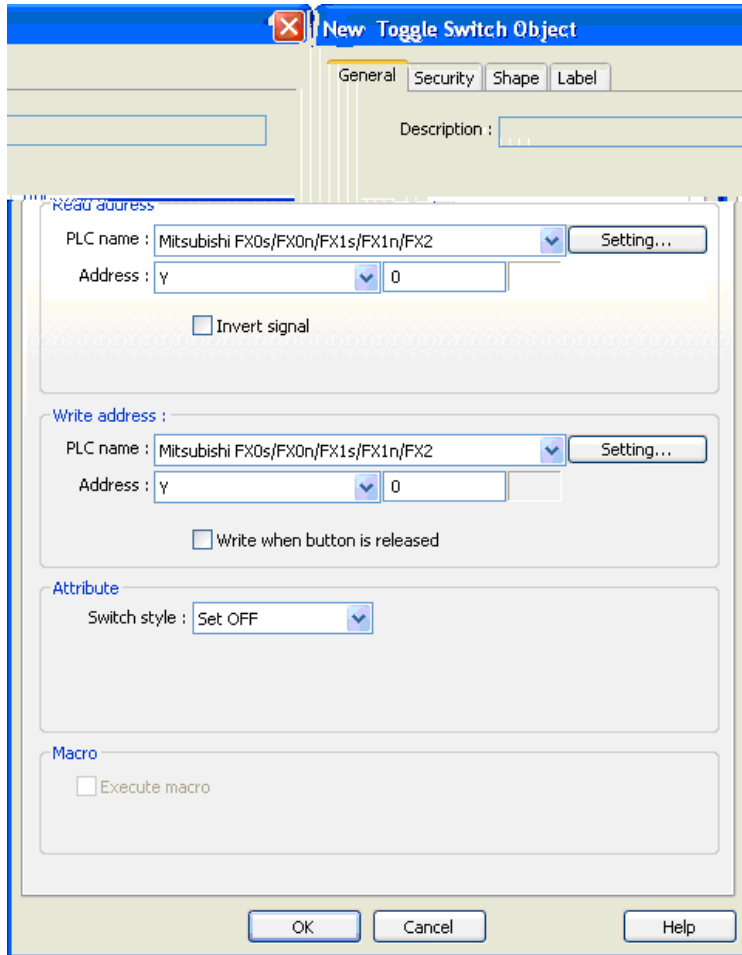 New Toggle Switch Object
General Security Shape Label
Description :
Read address
PLC name : Mitsubishi FX0s/FX0n/FX1s/FX1n/FX2 Setting...
Address : Y 0
Invert signal
Write address :
PLC name : Mitsubishi FX0s/FX0n/FX1s/FX1n/FX2 Setting...
Address : Y 0
Write when button is released
Attribute
Switch style : Set OFF
Macro
Execute macro
OK Cancel Help